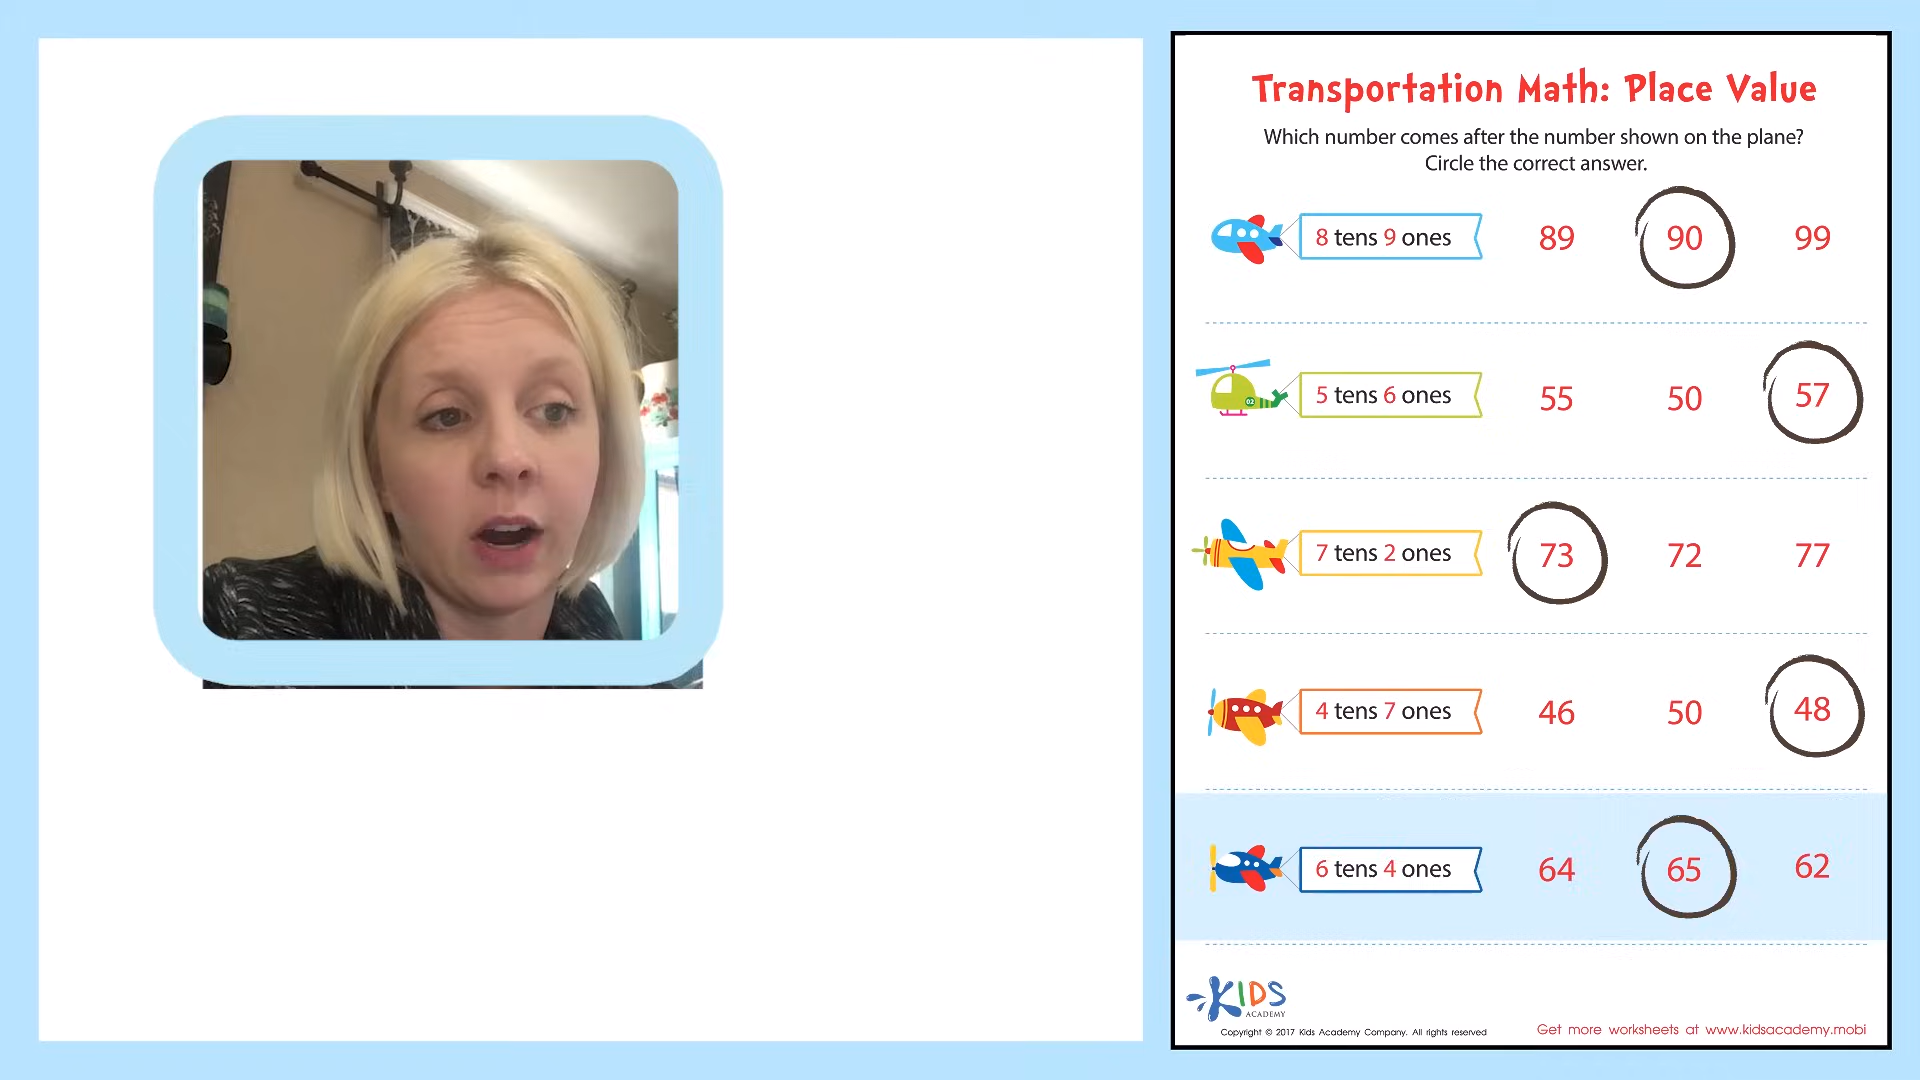 Transportation Math: Place Value
Which number comes after the number shown on the plane?
Circle the correct answer.
8 tens 9 ones 89 90 99
02
5 tens 6 ones 55 50 57
7 tens 2 ones 73 72 77
4 tens 7 ones 46 50 48
6 tens 4 ones 64 65 62
KIDS
ACADEMY
Copyright © 2017 Kids Academy Company. All rights reserved
Get more worksheets at www.kidsacademy.mobi